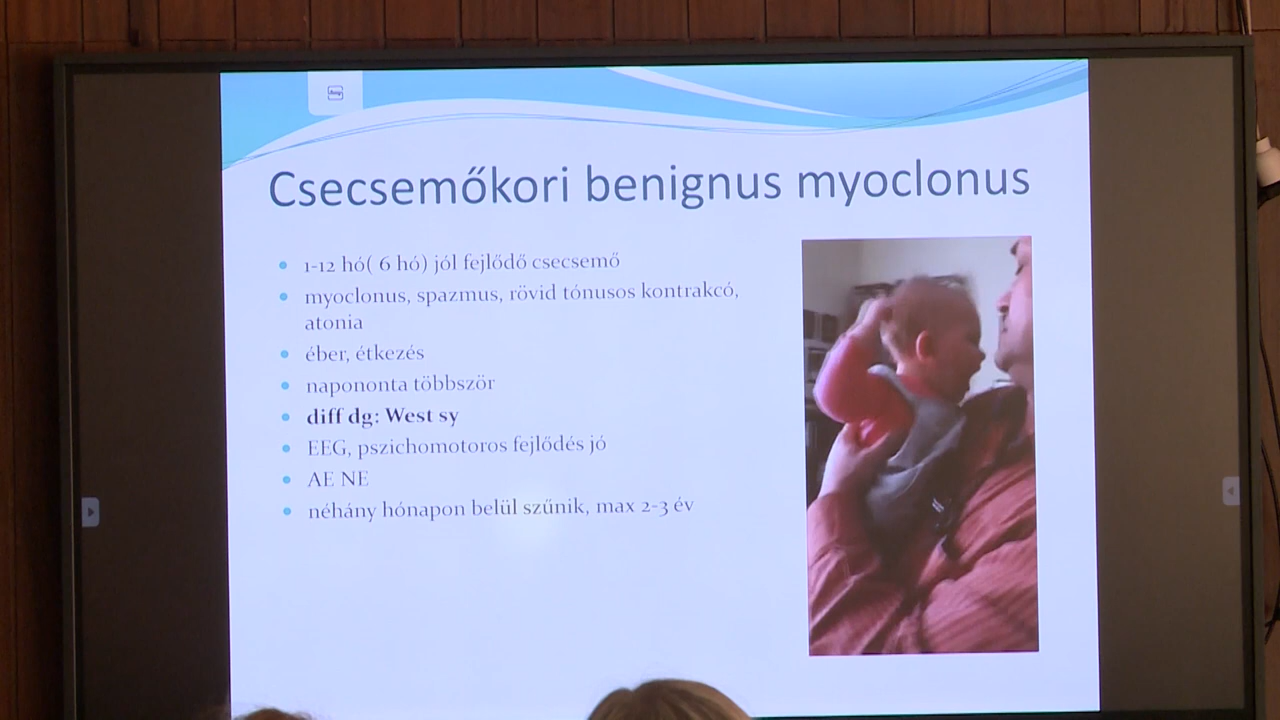 Csecsemőkori benignus myoclonus
1-12 hó( 6 hó) jól fejlődő csecsemő
myoclonus, spazmus, rövid tónusos kontrakcó,
atonia
éber, étkezés
napononta többször
diff dg: West sy
EEG, pszichomotoros fejlődés jó
AE NE
néhány hónapon belül szűnik, max 2-3 év